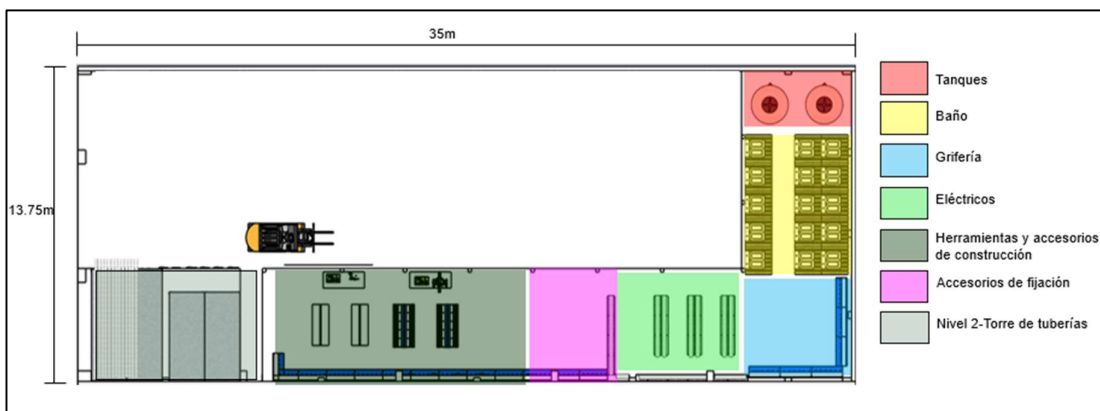 35m
13.75m
Tanques
Baño
Grifería
Eléctricos
Herramientas y accesorios
de construcción
Accesorios de fijación
Nivel 2-Torre de tuberías